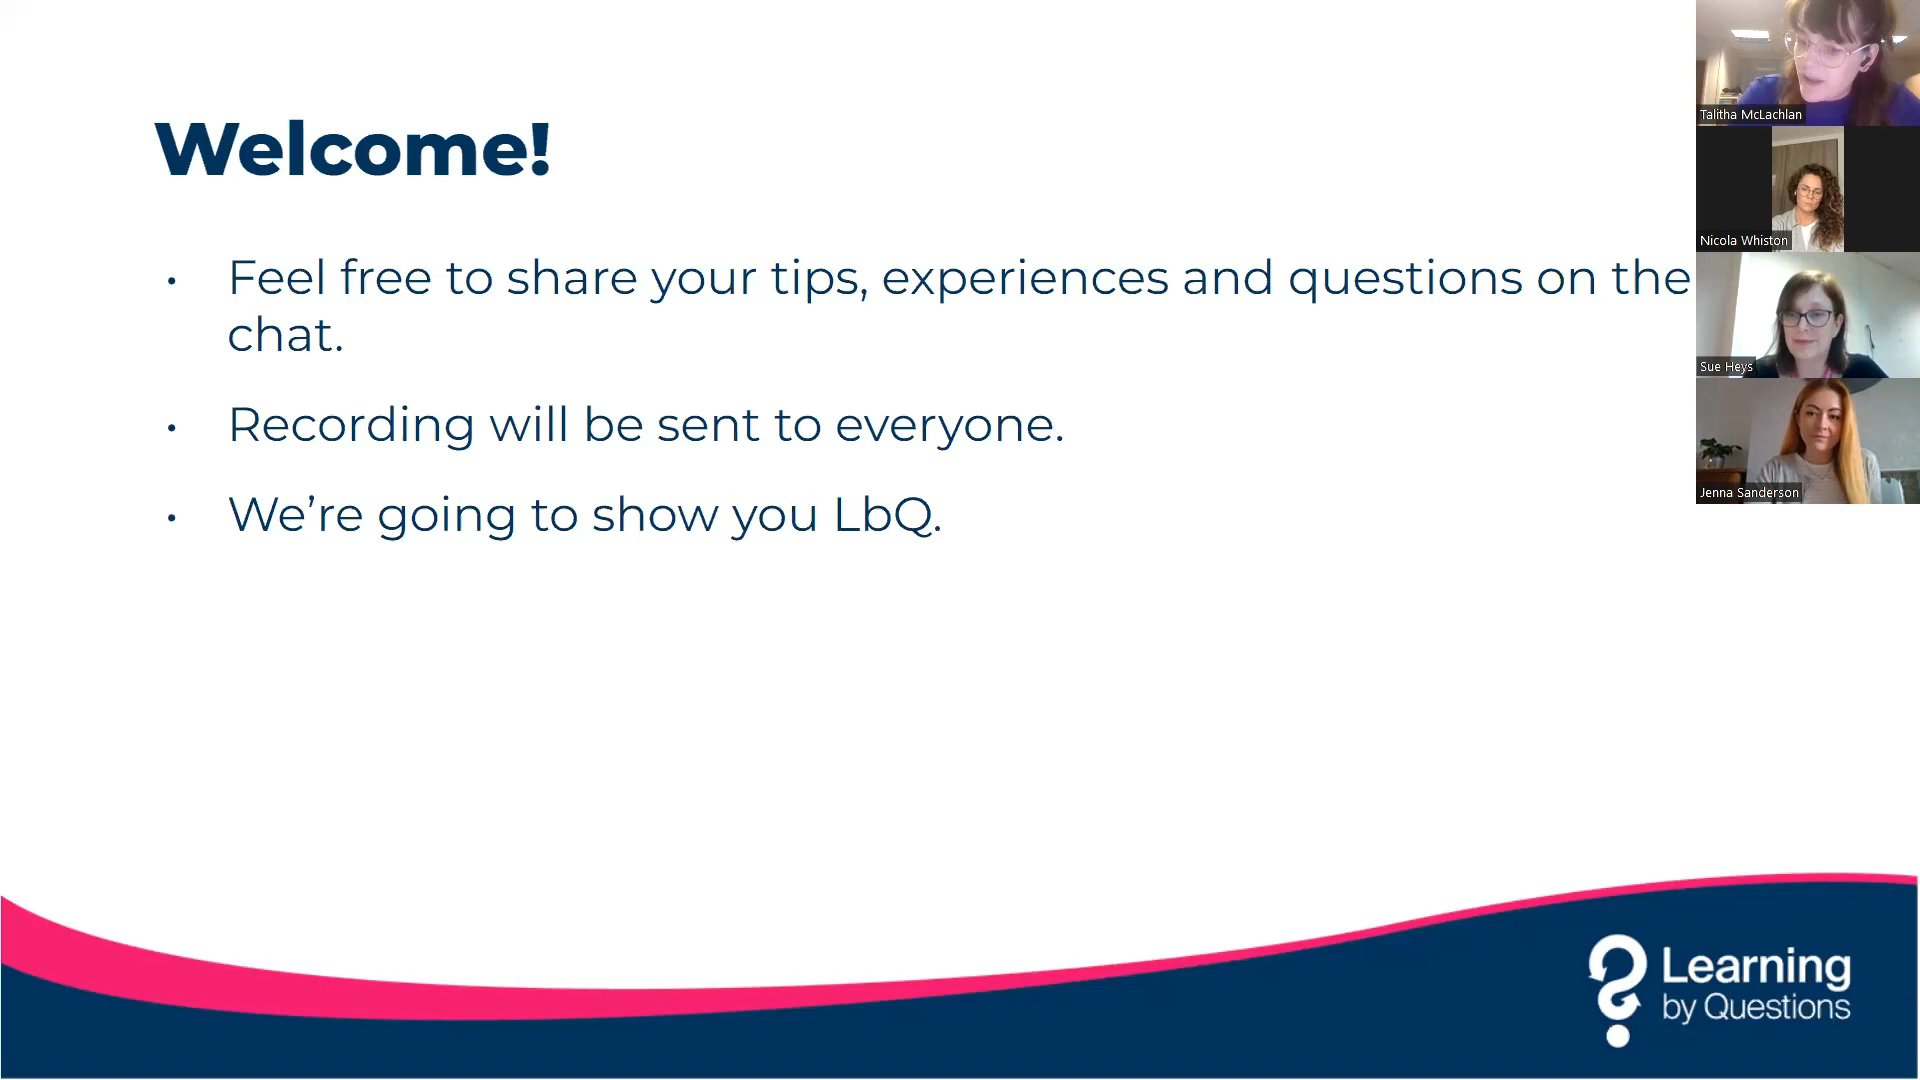 Welcome!
• Feel free to share your tips, experiences and questions on the
chat.
• Recording will be sent to everyone.
• We’re going to show you LbQ.
Talitha McLachlan
Nicola Whiston
Sue Heys
Jenna Sanderson
Learning
by Questions